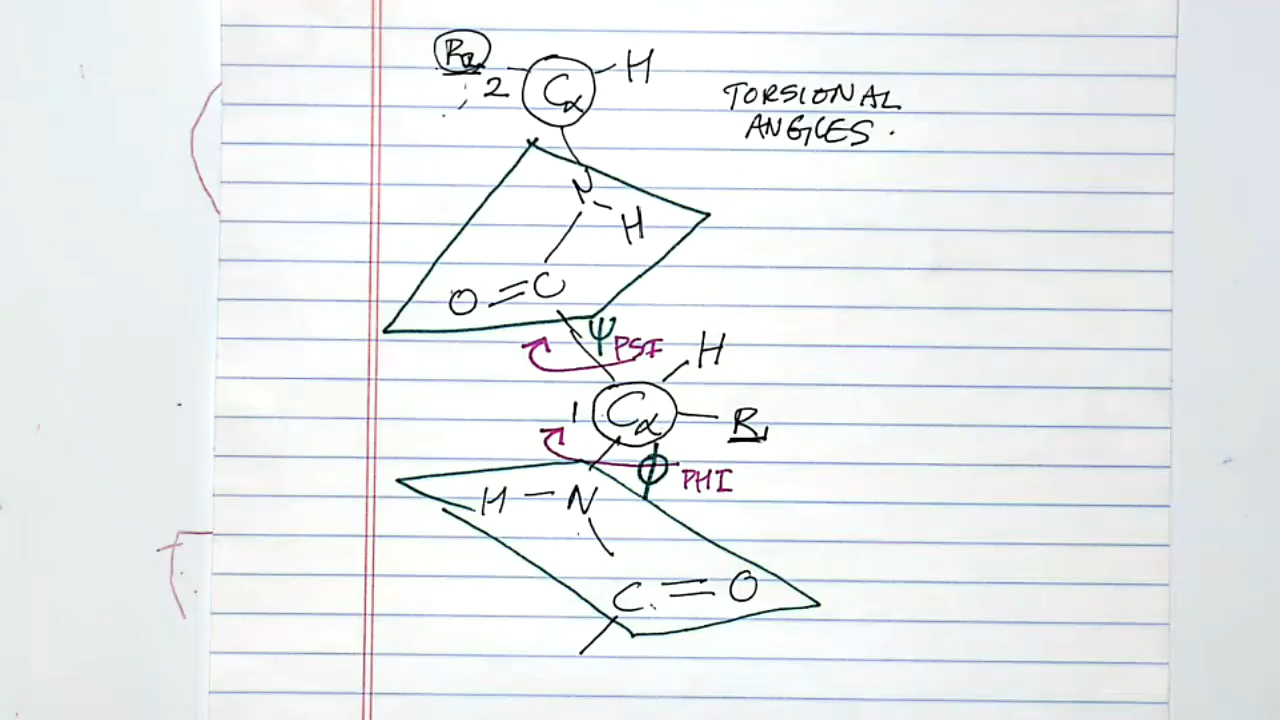 R2
2 Cα H
TORSIONAL
ANGLES.
N
H
O=C
ψ PSI
H
1 Cα R1
ϕ PHI
H-N
C=O